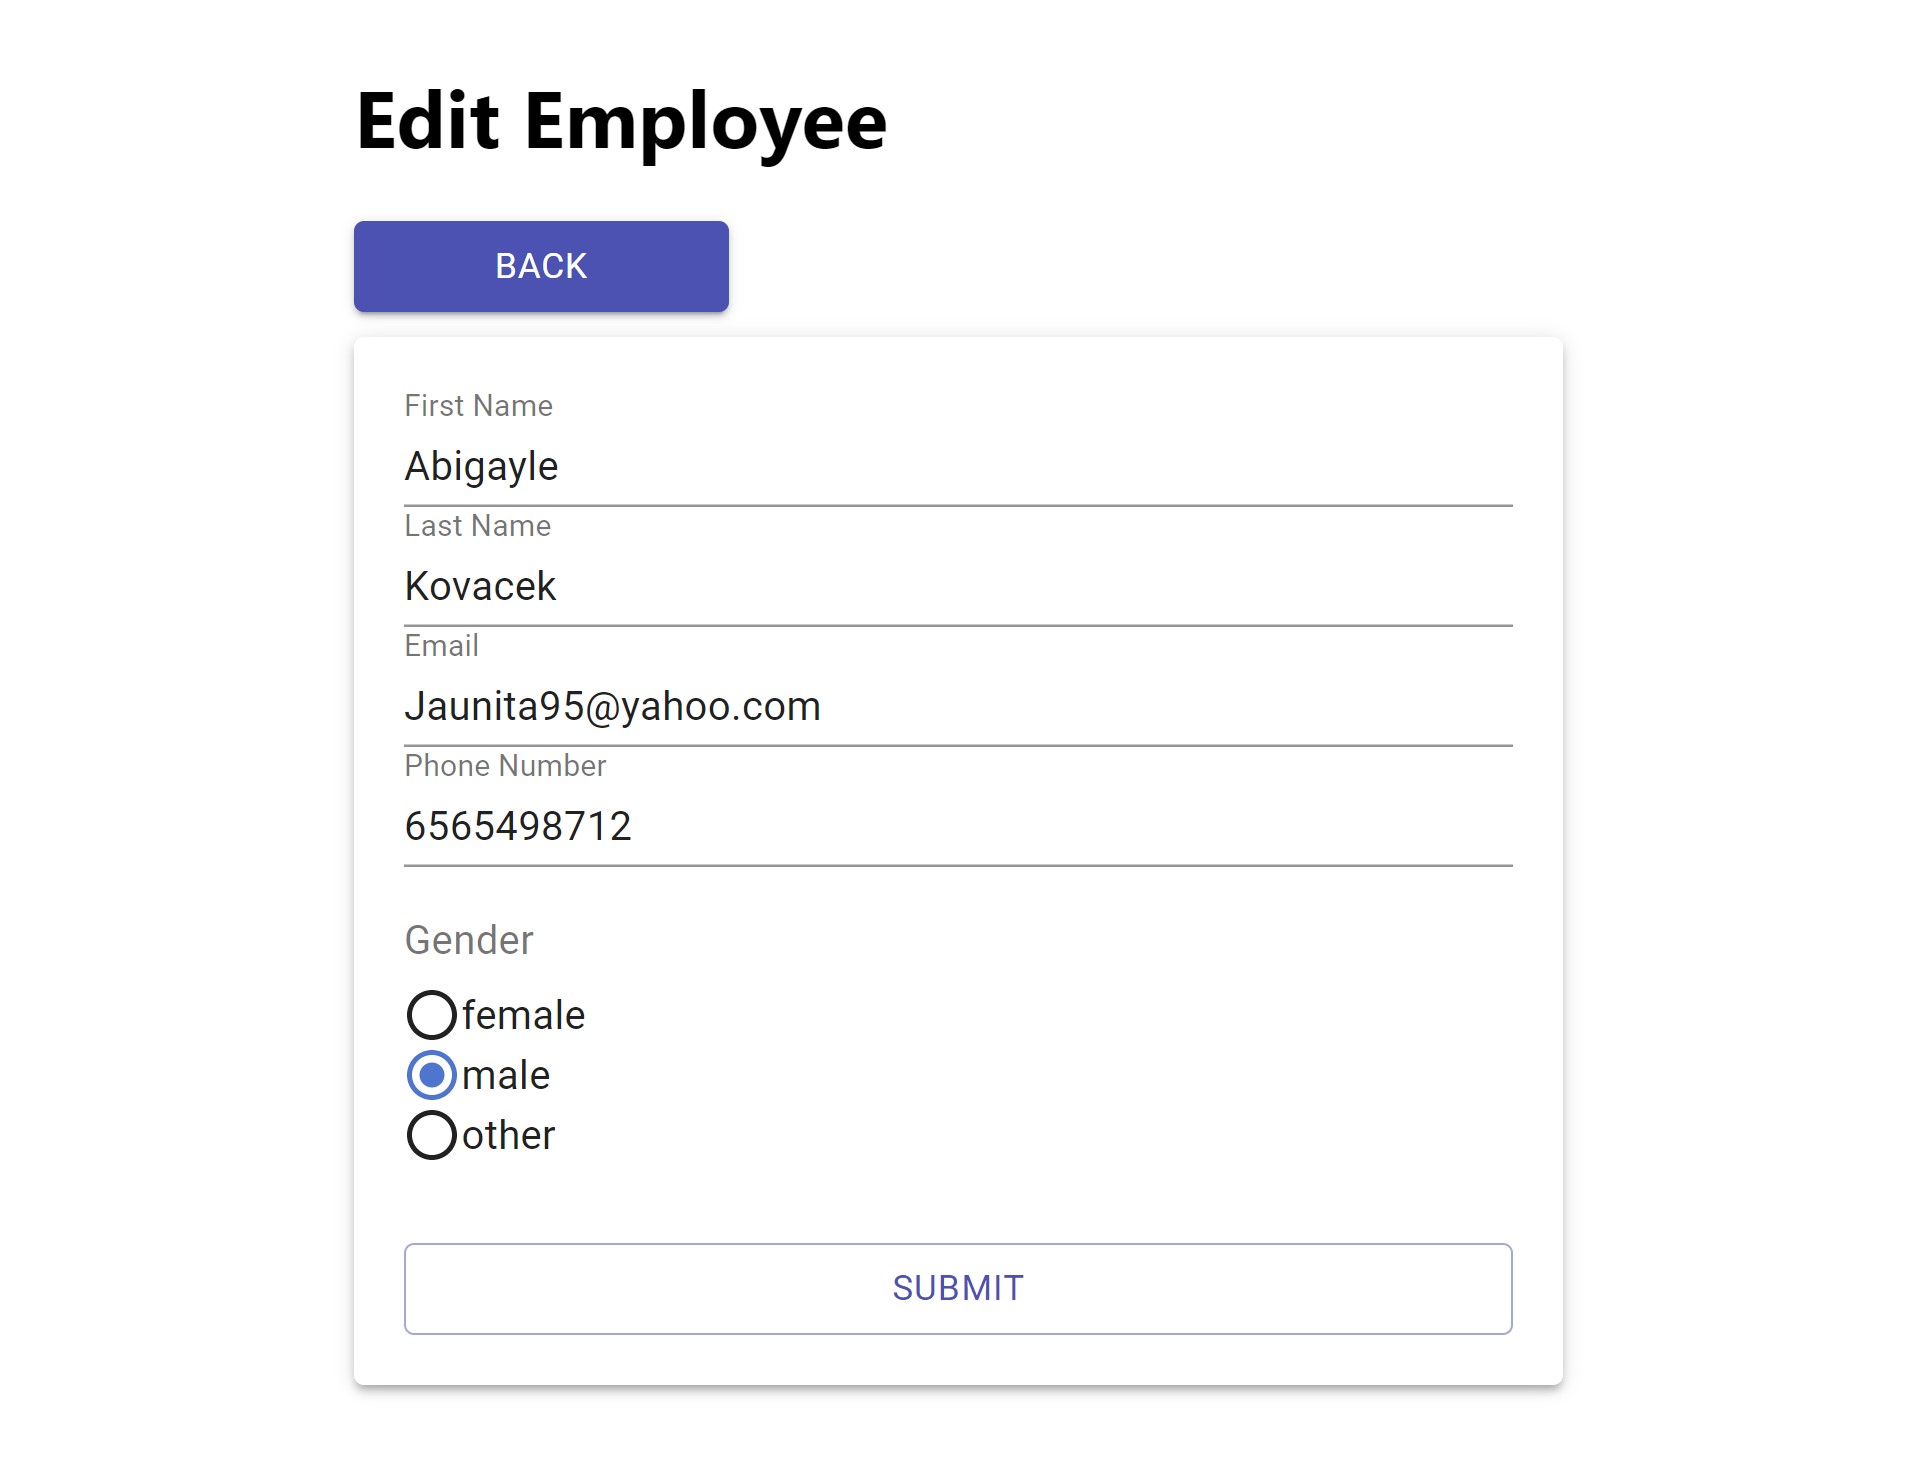 Edit Employee
BACK
First Name
Abigayle
Last Name
Kovacek
Email
Jaunita95@yahoo.com
Phone Number
6565498712
Gender
female
male
other
SUBMIT